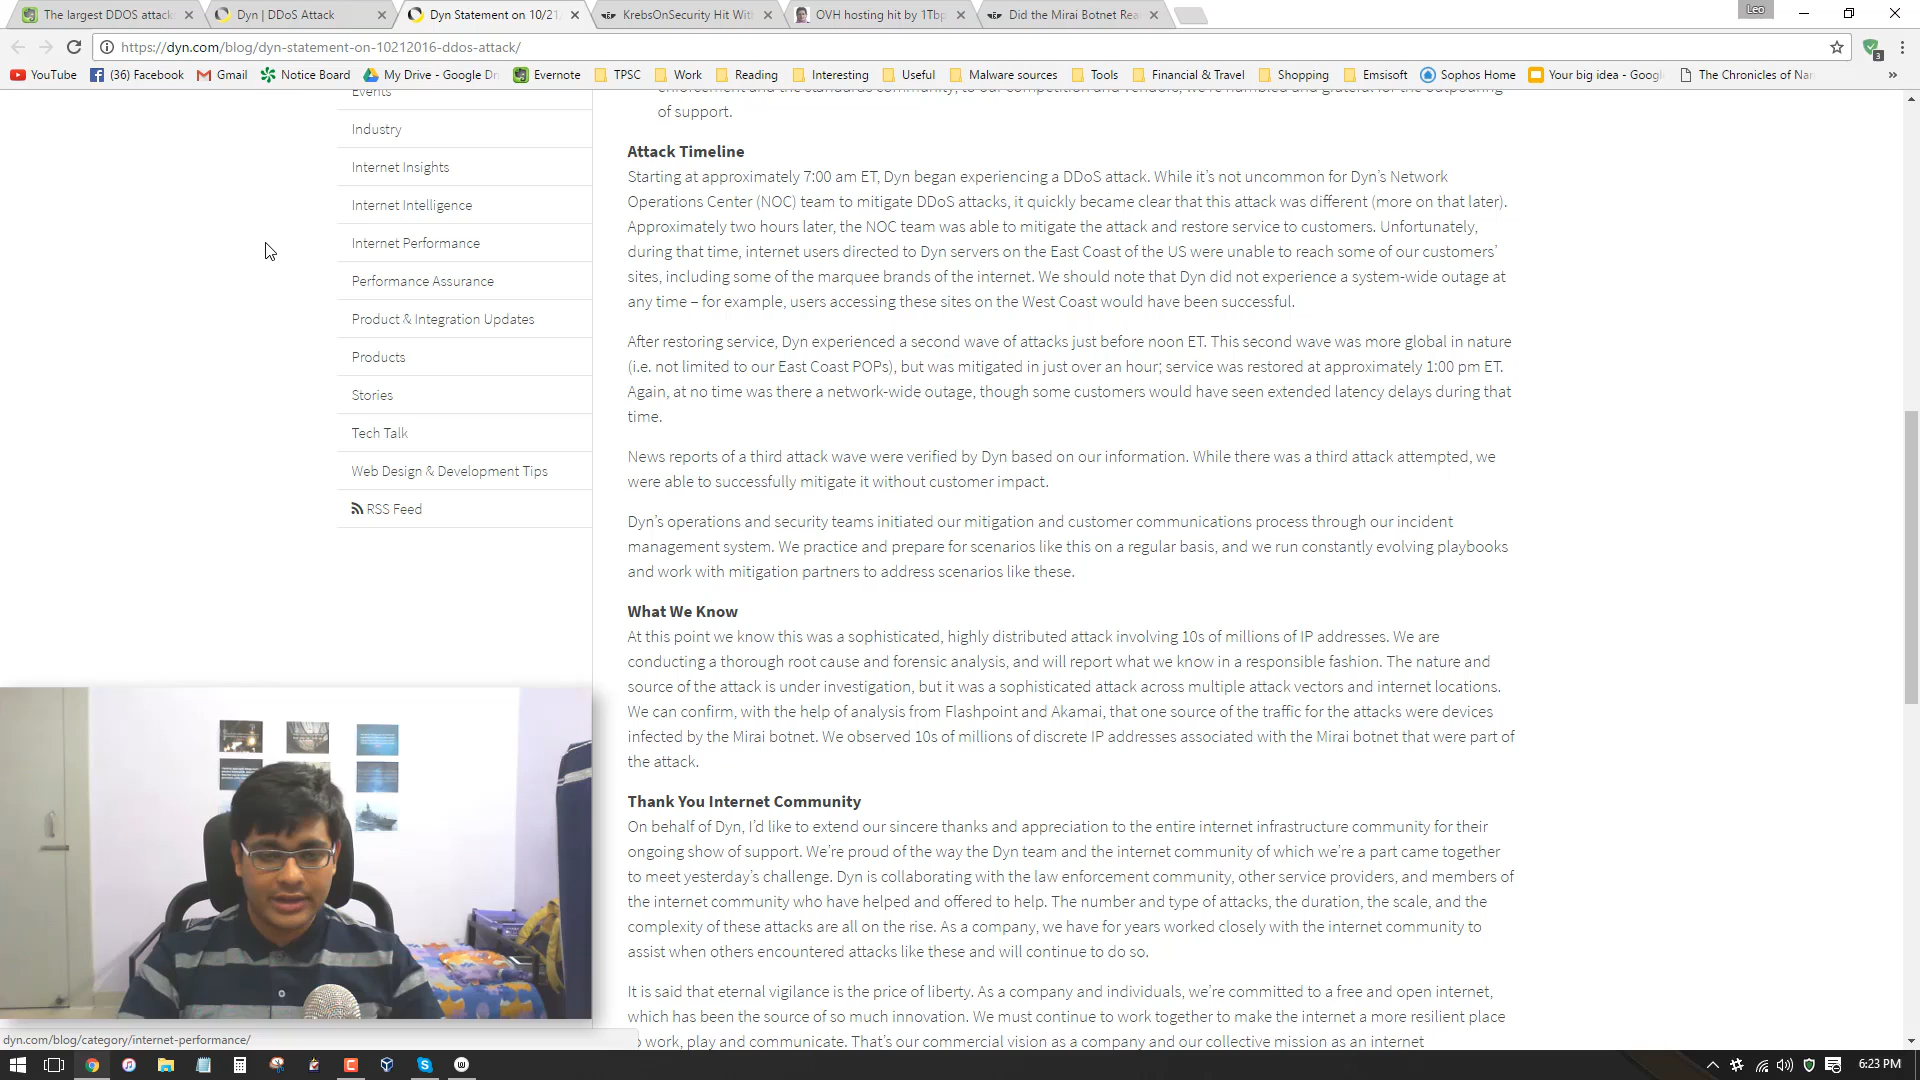 The largest DDOS attack
Dyn | DDoS Attack
Dyn Statement on 10/21
KrebsOnSecurity Hit Wit
OVH hosting hit by 1Tbp
Did the Mirai Botnet Rea
Leo
https://dyn.com/blog/dyn-statement-on-10212016-ddos-attack/
3
YouTube
(36) Facebook
Gmail
Notice Board
My Drive - Google Dr
Evernote
TPSC
Work
Reading
Interesting
Useful
Malware sources
Tools
Financial & Travel
Shopping
Emsisoft
Sophos Home
Your big idea - Googl
The Chronicles of Nar
»
Events
Industry
Internet Insights
Internet Intelligence
Internet Performance
Performance Assurance
Product & Integration Updates
Products
Stories
Tech Talk
Web Design & Development Tips
RSS Feed
enforcement and the standards community, to our competition and vendors, we're humbled and grateful for the outpouring
of support.
Attack Timeline
Starting at approximately 7:00 am ET, Dyn began experiencing a DDoS attack. While it's not uncommon for Dyn's Network
Operations Center (NOC) team to mitigate DDoS attacks, it quickly became clear that this attack was different (more on that later).
Approximately two hours later, the NOC team was able to mitigate the attack and restore service to customers. Unfortunately,
during that time, internet users directed to Dyn servers on the East Coast of the US were unable to reach some of our customers'
sites, including some of the marquee brands of the internet. We should note that Dyn did not experience a system-wide outage at
any time – for example, users accessing these sites on the West Coast would have been successful.
After restoring service, Dyn experienced a second wave of attacks just before noon ET. This second wave was more global in nature
(i.e. not limited to our East Coast POPs), but was mitigated in just over an hour; service was restored at approximately 1:00 pm ET.
Again, at no time was there a network-wide outage, though some customers would have seen extended latency delays during that
time.
News reports of a third attack wave were verified by Dyn based on our information. While there was a third attack attempted, we
were able to successfully mitigate it without customer impact.
Dyn's operations and security teams initiated our mitigation and customer communications process through our incident
management system. We practice and prepare for scenarios like this on a regular basis, and we run constantly evolving playbooks
and work with mitigation partners to address scenarios like these.
What We Know
At this point we know this was a sophisticated, highly distributed attack involving 10s of millions of IP addresses. We are
conducting a thorough root cause and forensic analysis, and will report what we know in a responsible fashion. The nature and
source of the attack is under investigation, but it was a sophisticated attack across multiple attack vectors and internet locations.
We can confirm, with the help of analysis from Flashpoint and Akamai, that one source of the traffic for the attacks were devices
infected by the Mirai botnet. We observed 10s of millions of discrete IP addresses associated with the Mirai botnet that were part of
the attack.
Thank You Internet Community
On behalf of Dyn, I'd like to extend our sincere thanks and appreciation to the entire internet infrastructure community for their
ongoing show of support. We're proud of the way the Dyn team and the internet community of which we're a part came together
to meet yesterday's challenge. Dyn is collaborating with the law enforcement community, other service providers, and members of
the internet community who have helped and offered to help. The number and type of attacks, the duration, the scale, and the
complexity of these attacks are all on the rise. As a company, we have for years worked closely with the internet community to
assist when others encountered attacks like these and will continue to do so.
It is said that eternal vigilance is the price of liberty. As a company and individuals, we're committed to a free and open internet,
which has been the source of so much innovation. We must continue to work together to make the internet a more resilient place
to work, play and communicate. That's our commercial vision as a company and our collective mission as an internet
dyn.com/blog/category/internet-performance/
6:23 PM